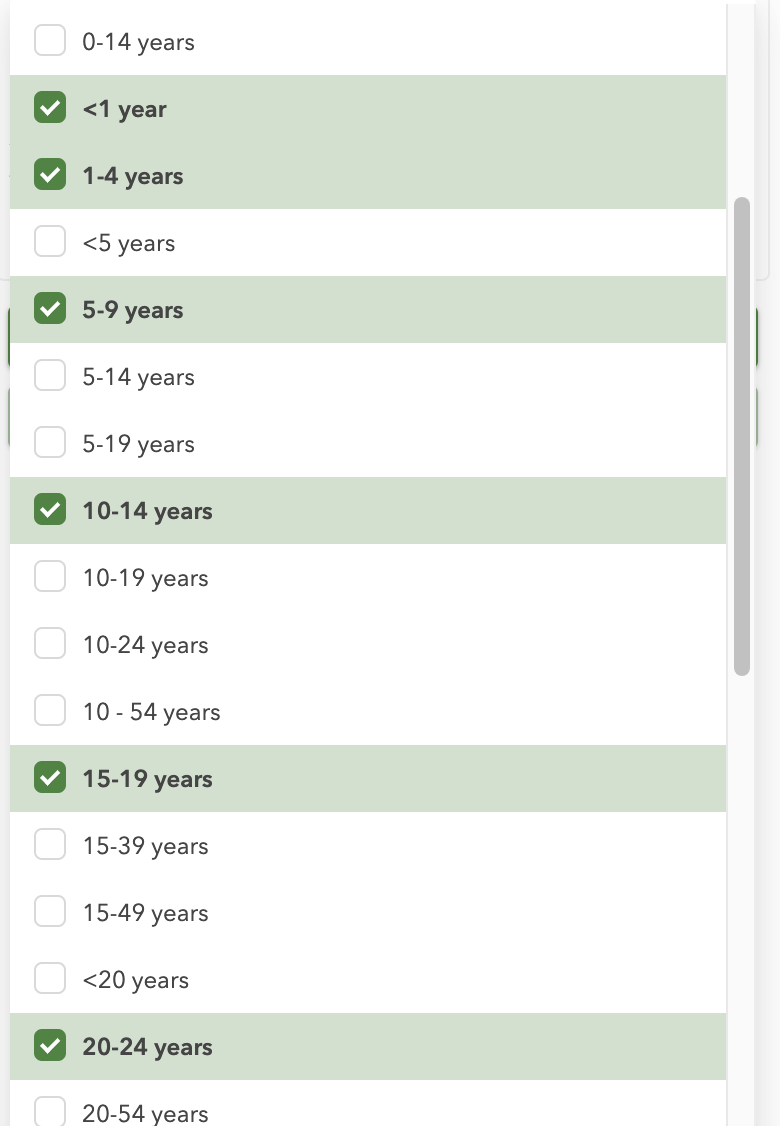 0-14 years
<1 year
1-4 years
<5 years
5-9 years
5-14 years
5-19 years
10-14 years
10-19 years
10-24 years
10 - 54 years
15-19 years
15-39 years
15-49 years
<20 years
20-24 years
20-54 years